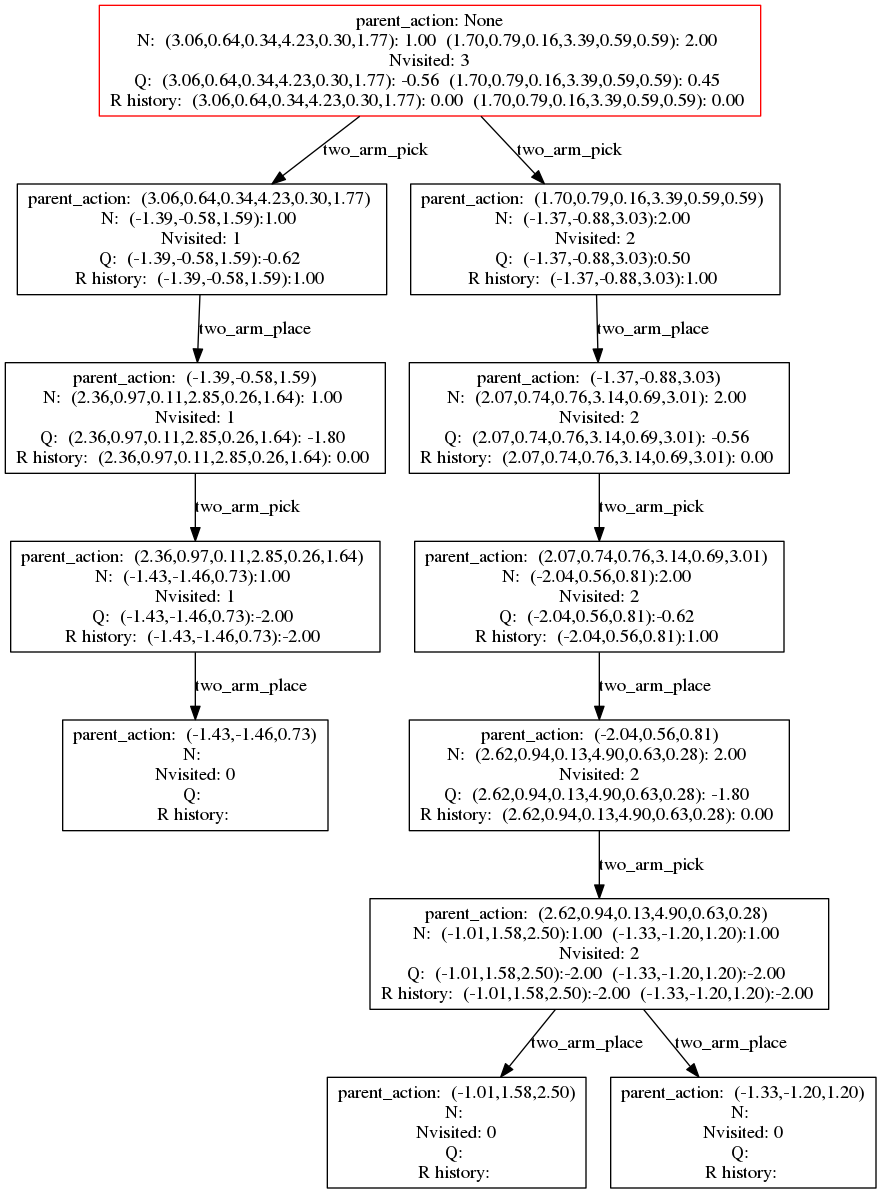 parent_action: None
N: (3.06,0.64,0.34,4.23,0.30,1.77): 1.00 (1.70,0.79,0.16,3.39,0.59,0.59): 2.00
Nvisited: 3
Q: (3.06,0.64,0.34,4.23,0.30,1.77): -0.56 (1.70,0.79,0.16,3.39,0.59,0.59): 0.45
R history: (3.06,0.64,0.34,4.23,0.30,1.77): 0.00 (1.70,0.79,0.16,3.39,0.59,0.59): 0.00
two_arm_pick
two_arm_pick
parent_action: (3.06,0.64,0.34,4.23,0.30,1.77)
N: (-1.39,-0.58,1.59):1.00
Nvisited: 1
Q: (-1.39,-0.58,1.59):-0.62
R history: (-1.39,-0.58,1.59):1.00
parent_action: (1.70,0.79,0.16,3.39,0.59,0.59)
N: (-1.37,-0.88,3.03):2.00
Nvisited: 2
Q: (-1.37,-0.88,3.03):0.50
R history: (-1.37,-0.88,3.03):1.00
two_arm_place
two_arm_place
parent_action: (-1.39,-0.58,1.59)
N: (2.36,0.97,0.11,2.85,0.26,1.64): 1.00
Nvisited: 1
Q: (2.36,0.97,0.11,2.85,0.26,1.64): -1.80
R history: (2.36,0.97,0.11,2.85,0.26,1.64): 0.00
parent_action: (-1.37,-0.88,3.03)
N: (2.07,0.74,0.76,3.14,0.69,3.01): 2.00
Nvisited: 2
Q: (2.07,0.74,0.76,3.14,0.69,3.01): -0.56
R history: (2.07,0.74,0.76,3.14,0.69,3.01): 0.00
two_arm_pick
two_arm_pick
parent_action: (2.36,0.97,0.11,2.85,0.26,1.64)
N: (-1.43,-1.46,0.73):1.00
Nvisited: 1
Q: (-1.43,-1.46,0.73):-2.00
R history: (-1.43,-1.46,0.73):-2.00
parent_action: (2.07,0.74,0.76,3.14,0.69,3.01)
N: (-2.04,0.56,0.81):2.00
Nvisited: 2
Q: (-2.04,0.56,0.81):-0.62
R history: (-2.04,0.56,0.81):1.00
two_arm_place
two_arm_place
parent_action: (-1.43,-1.46,0.73)
N:
Nvisited: 0
Q:
R history:
parent_action: (-2.04,0.56,0.81)
N: (2.62,0.94,0.13,4.90,0.63,0.28): 2.00
Nvisited: 2
Q: (2.62,0.94,0.13,4.90,0.63,0.28): -1.80
R history: (2.62,0.94,0.13,4.90,0.63,0.28): 0.00
two_arm_pick
parent_action: (2.62,0.94,0.13,4.90,0.63,0.28)
N: (-1.01,1.58,2.50):1.00 (-1.33,-1.20,1.20):1.00
Nvisited: 2
Q: (-1.01,1.58,2.50):-2.00 (-1.33,-1.20,1.20):-2.00
R history: (-1.01,1.58,2.50):-2.00 (-1.33,-1.20,1.20):-2.00
two_arm_place
two_arm_place
parent_action: (-1.01,1.58,2.50)
N:
Nvisited: 0
Q:
R history:
parent_action: (-1.33,-1.20,1.20)
N:
Nvisited: 0
Q:
R history: